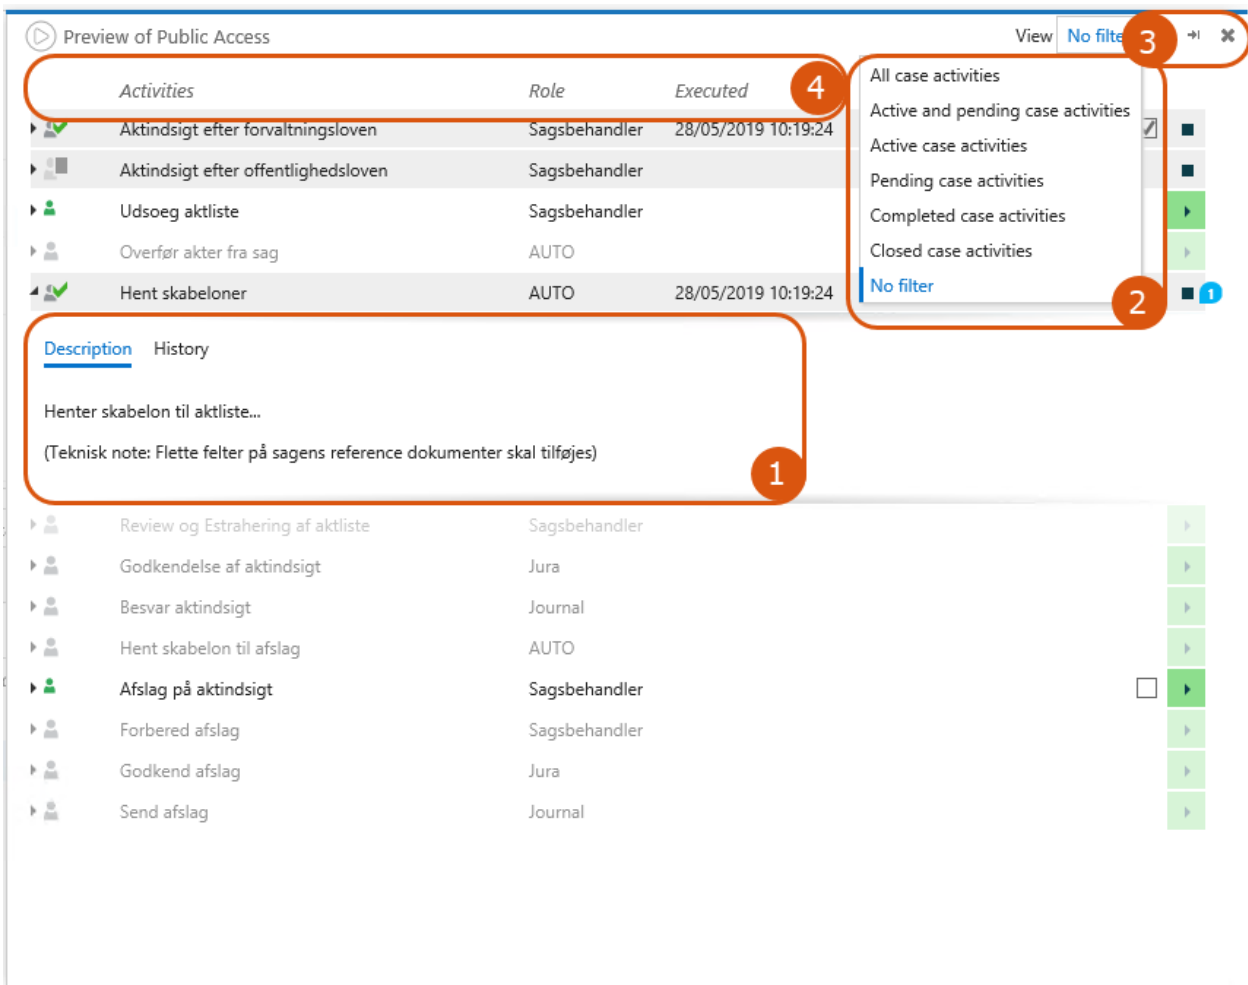 Preview of Public Access
View No filte
3
Activities Role Executed
4
All case activities
Active and pending case activities
Active case activities
Pending case activities
Completed case activities
Closed case activities
No filter
2
Aktindsigt efter forvaltningsloven Sagsbehandler 28/05/2019 10:19:24
Aktindsigt efter offentlighedsloven Sagsbehandler
Udsoeg aktliste Sagsbehandler
Overfør akter fra sag AUTO
Hent skabeloner AUTO 28/05/2019 10:19:24 1
Description History
Henter skabelon til aktliste...
(Teknisk note: Flette felter på sagens reference dokumenter skal tilføjes)
1
Review og Estrahering af aktliste Sagsbehandler
Godkendelse af aktindsigt Jura
Besvar aktindsigt Journal
Hent skabelon til afslag AUTO
Afslag på aktindsigt Sagsbehandler
Forbered afslag Sagsbehandler
Godkend afslag Jura
Send afslag Journal